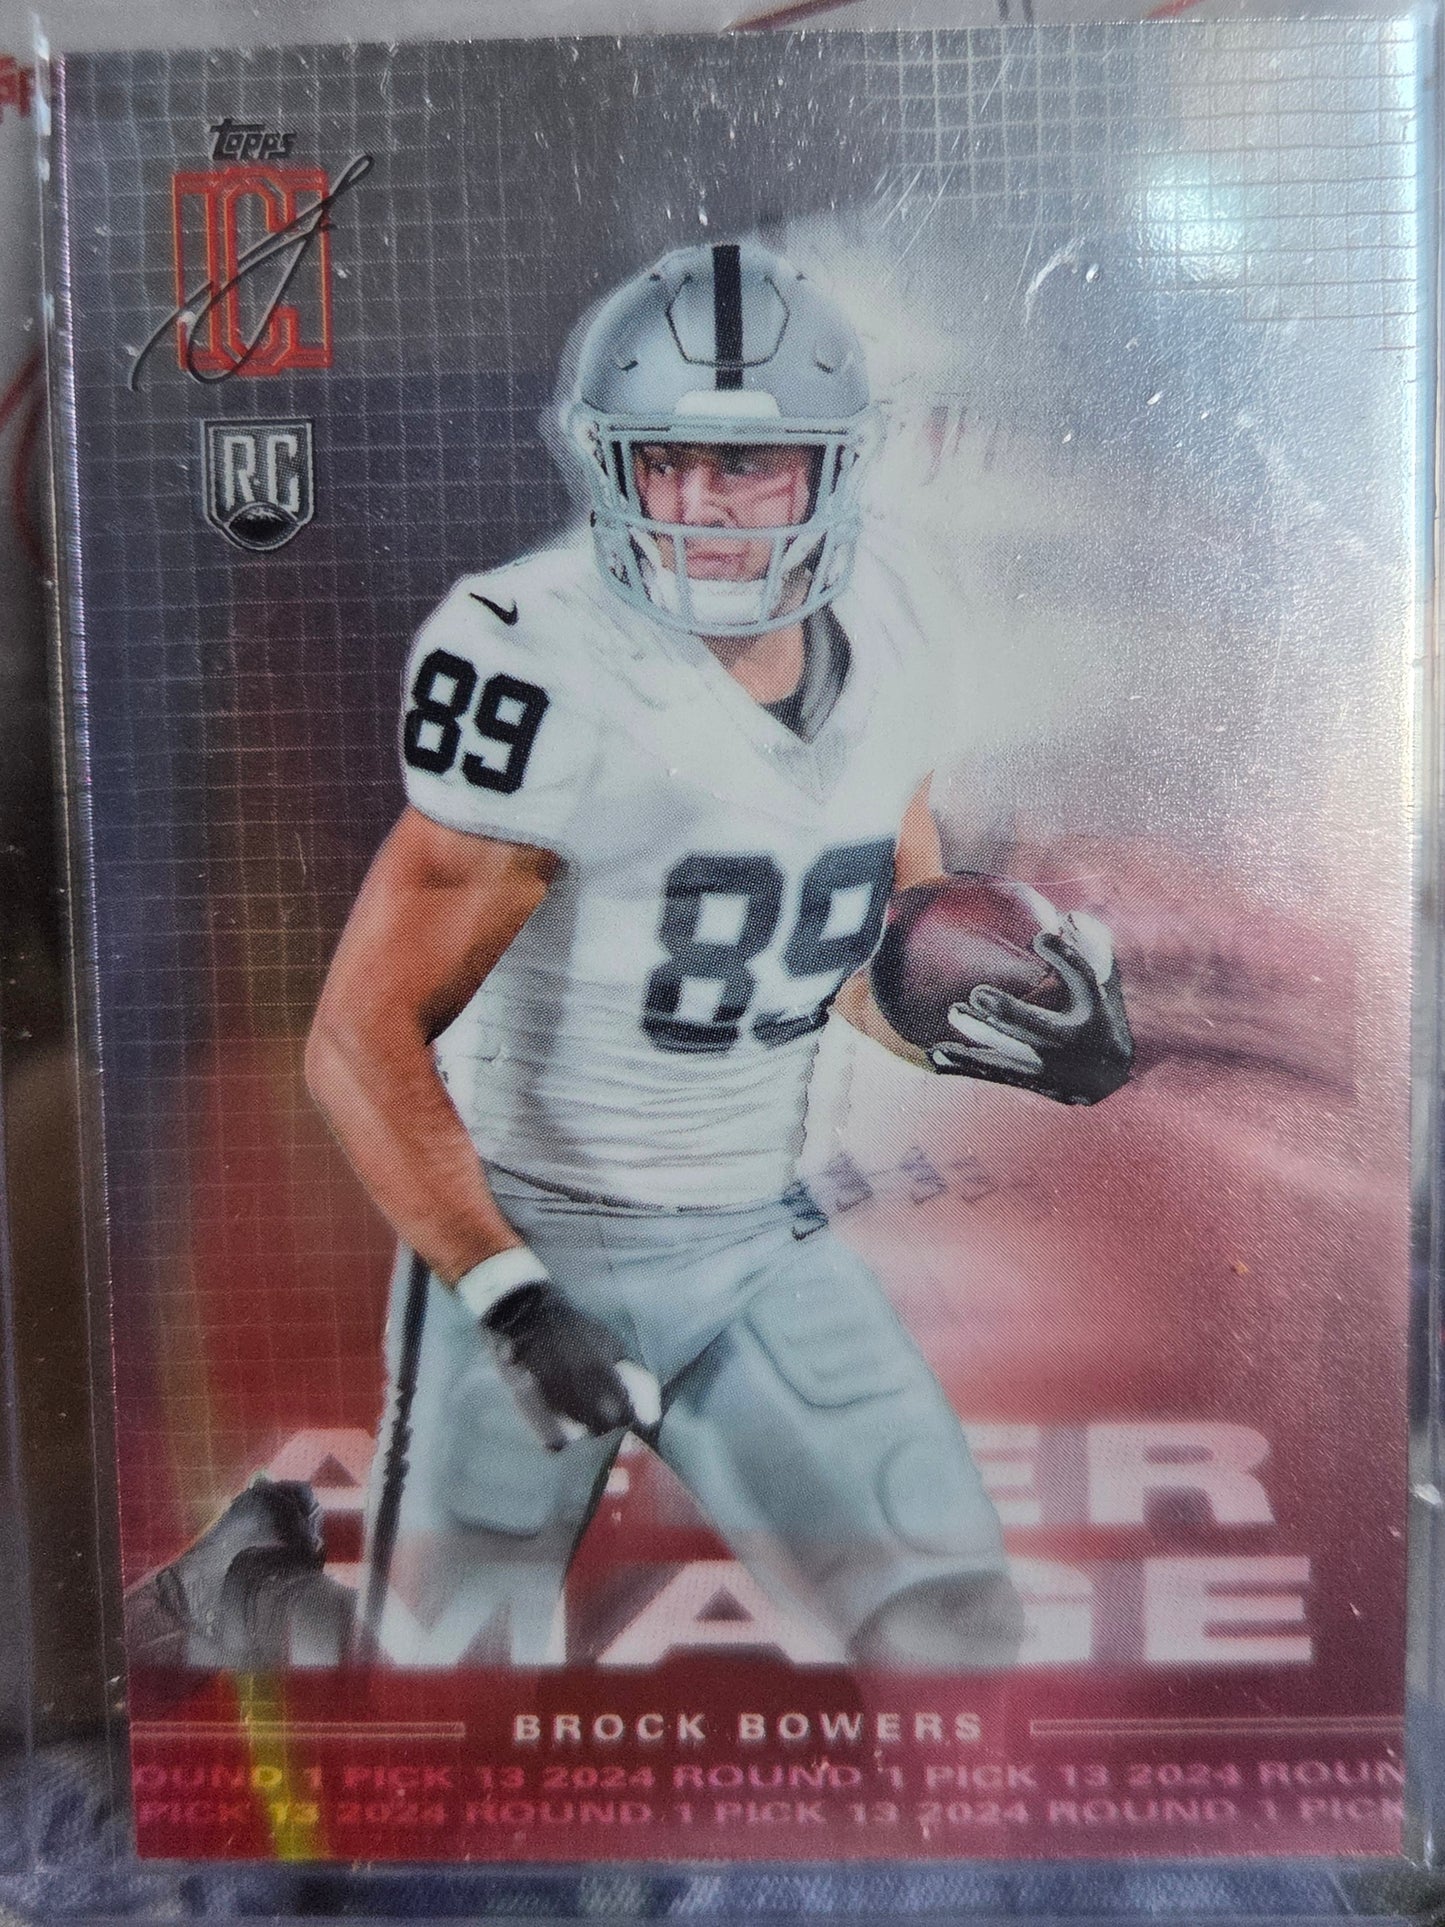 topps
RC
89
89
AFTER
IMAGE
BROCK BOWERS
OUND 1 PICK 13 2024 ROUND 1 PICK 13 2024 ROUN
PICK 13 2024 ROUND 1 PICK 13 2024 ROUND 1 PICK